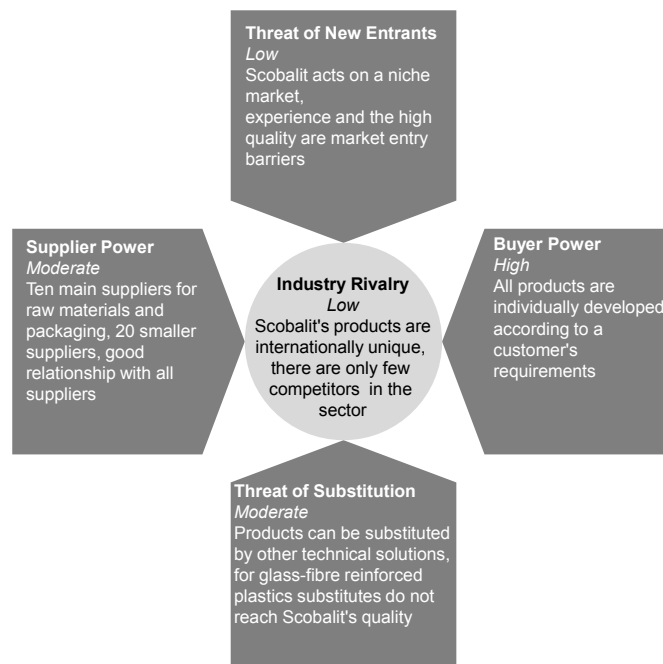 Threat of New Entrants
Low
Scobalit acts on a niche
market,
experience and the high
quality are market entry
barriers
Supplier Power
Moderate
Ten main suppliers for
raw materials and
packaging, 20 smaller
suppliers, good
relationship with all
suppliers
Industry Rivalry
Low
Scobalit's products are
internationally unique,
there are only few
competitors in the
sector
Buyer Power
High
All products are
individually developed
according to a
customer's
requirements
Threat of Substitution
Moderate
Products can be substituted
by other technical solutions,
for glass-fibre reinforced
plastics substitutes do not
reach Scobalit's quality